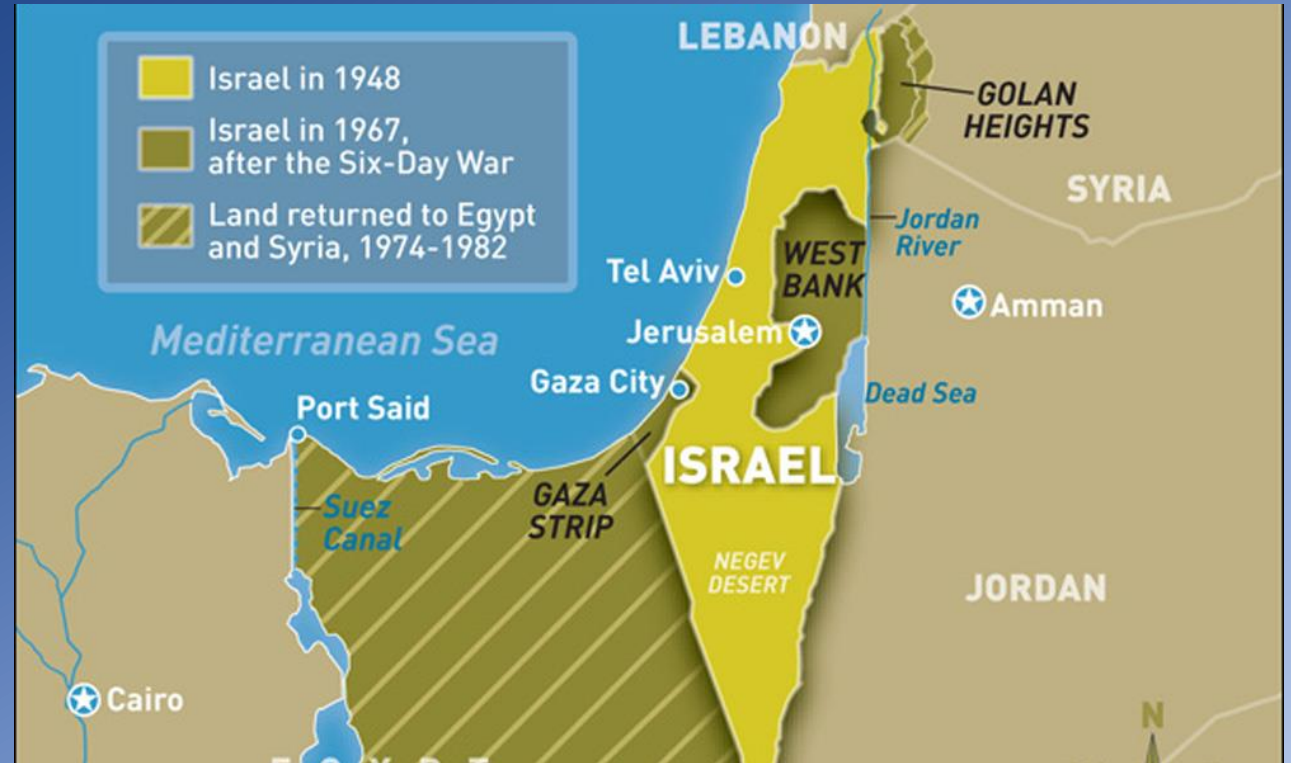 Israel in 1948
Israel in 1967,
after the Six-Day War
Land returned to Egypt
and Syria, 1974-1982
LEBANON
GOLAN
HEIGHTS
SYRIA
Jordan
River
WEST
BANK
Tel Aviv
Amman
Jerusalem
Mediterranean Sea
Gaza City
Dead Sea
Port Said
ISRAEL
GAZA
STRIP
Suez
Canal
NEGEV
DESERT
JORDAN
Cairo
N